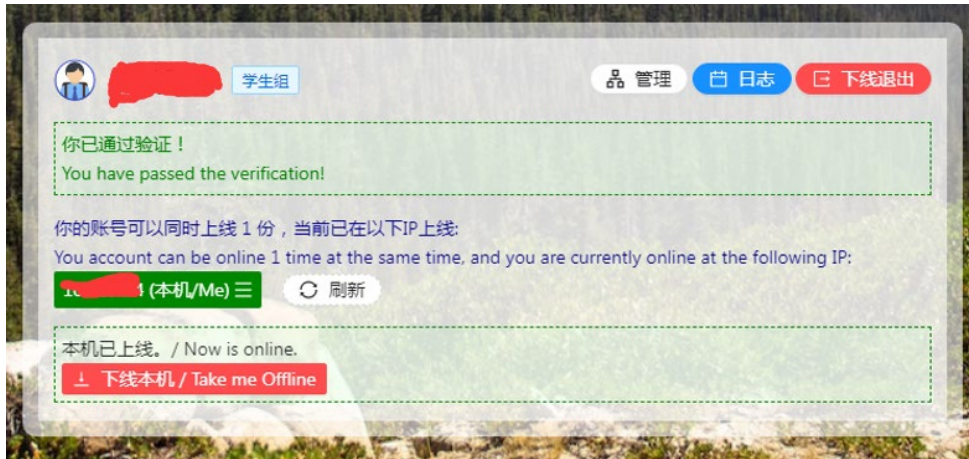 学生组
管理
日志
下线退出
你已通过验证！
You have passed the verification!
你的账号可以同时上线 1 份，当前已在以下IP上线:
You account can be online 1 time at the same time, and you are currently online at the following IP:
(本机/Me)
刷新
本机已上线。/ Now is online.
下线本机 / Take me Offline